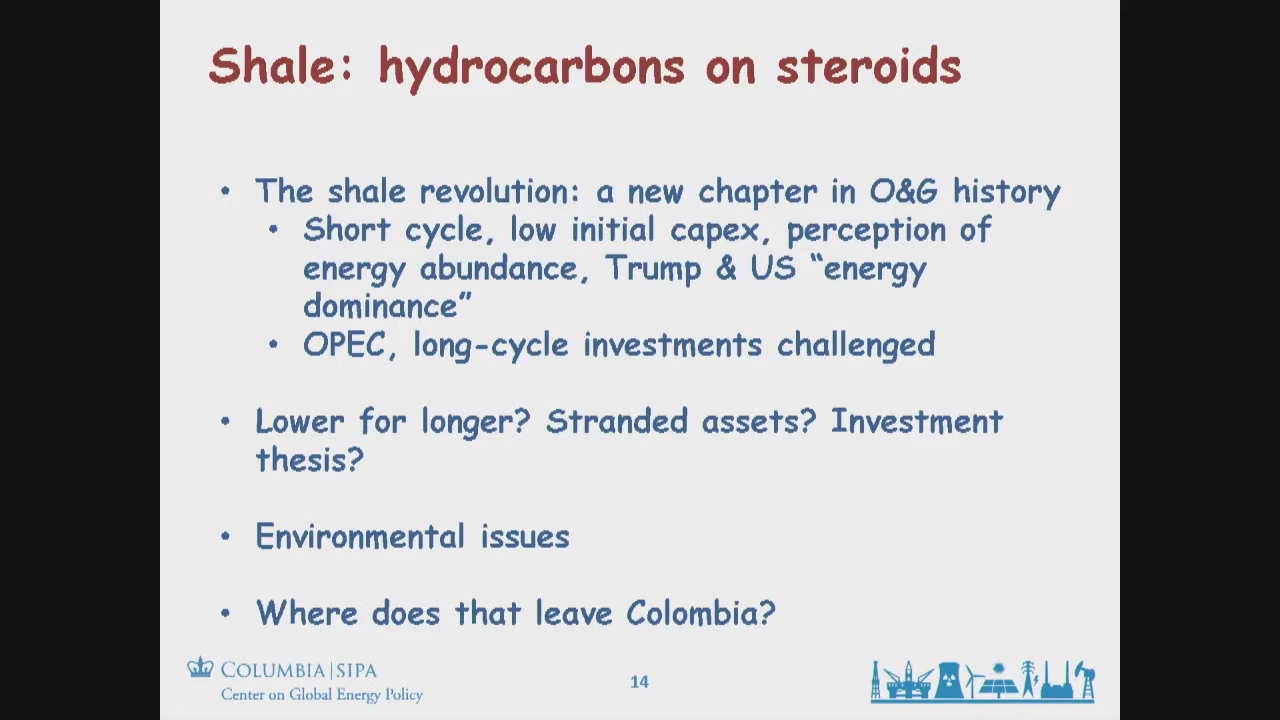 Shale: hydrocarbons on steroids
• The shale revolution: a new chapter in O&G history
• Short cycle, low initial capex, perception of
energy abundance, Trump & US “energy
dominance”
• OPEC, long-cycle investments challenged
• Lower for longer? Stranded assets? Investment
thesis?
• Environmental issues
• Where does that leave Colombia?
COLUMBIA | SIPA
Center on Global Energy Policy
14